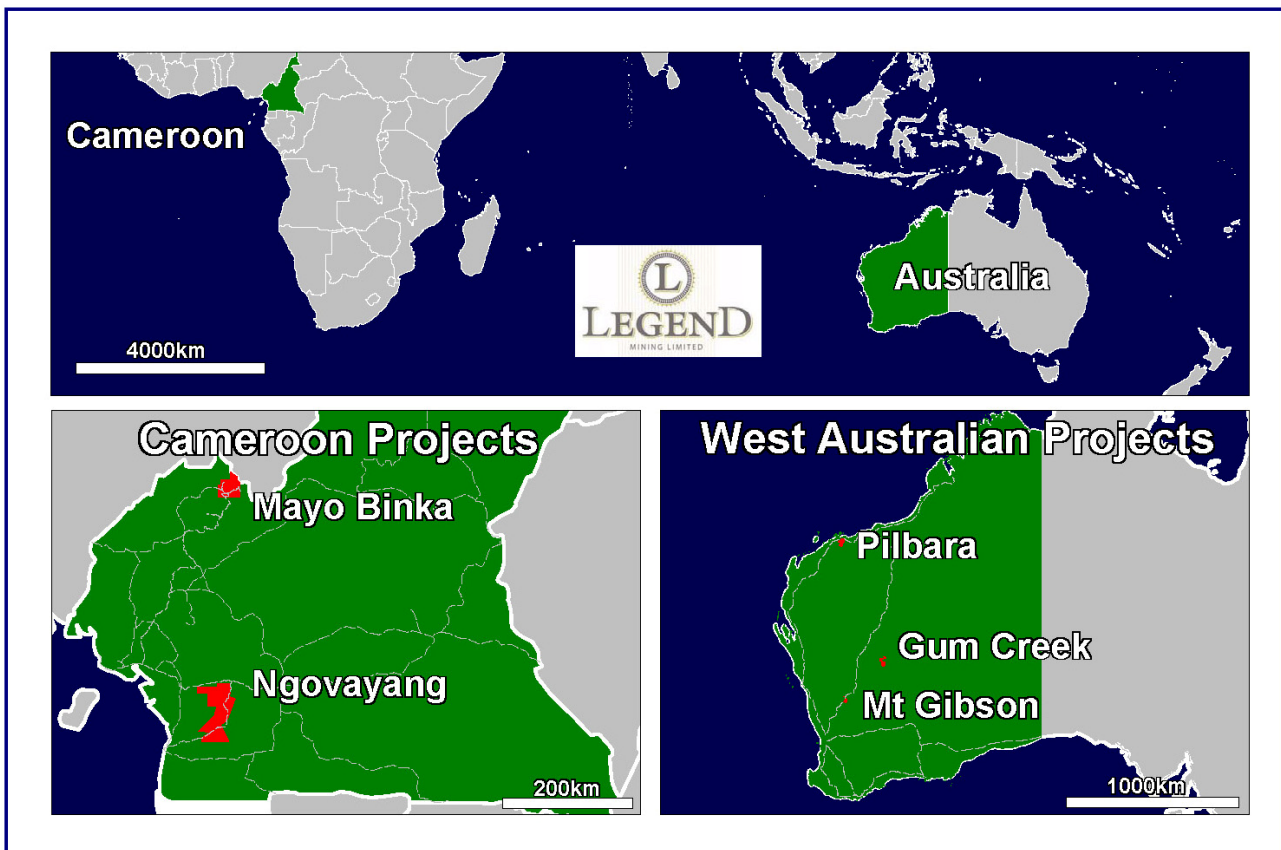 Cameroon
Australia
L
LEGEND
MINING LIMITED
4000km
Cameroon Projects
Mayo Binka
Ngovayang
200km
West Australian Projects
Pilbara
Gum Creek
Mt Gibson
1000km